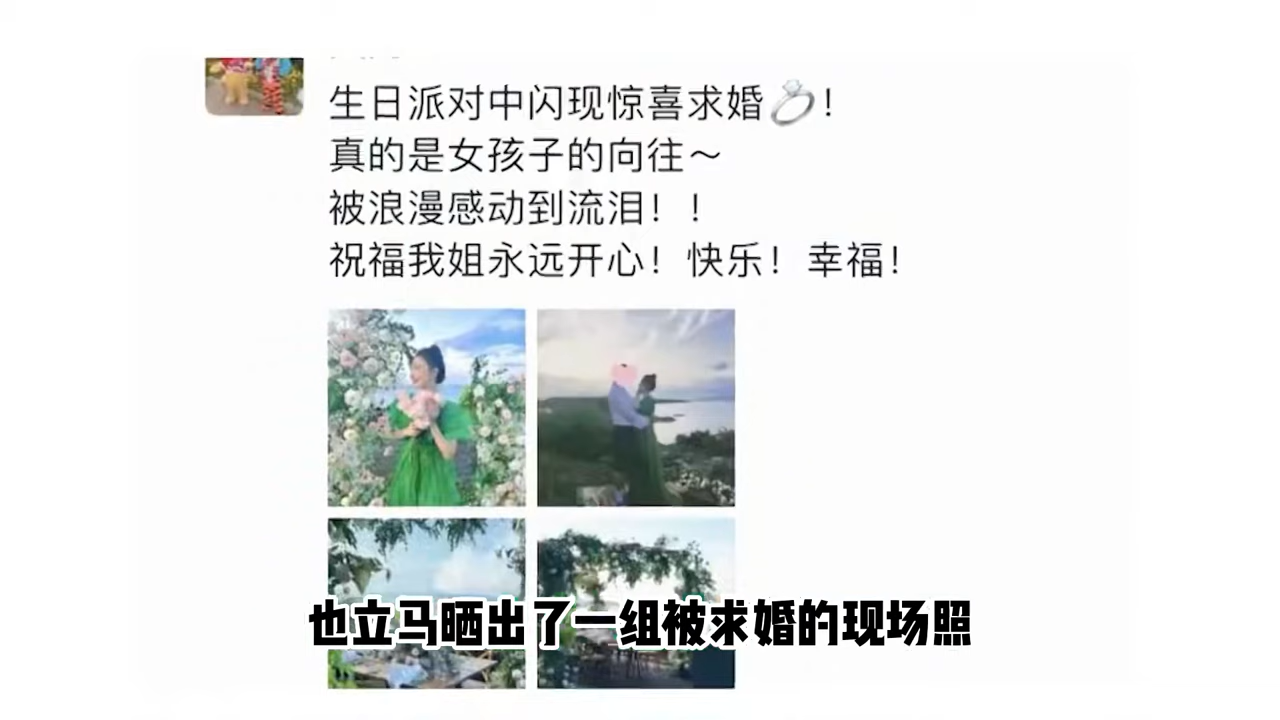 生日派对中闪现惊喜求婚💍！
真的是女孩子的向往～
被浪漫感动到流泪！！
祝福我姐永远开心！快乐！幸福！
也立马晒出了一组被求婚的现场照